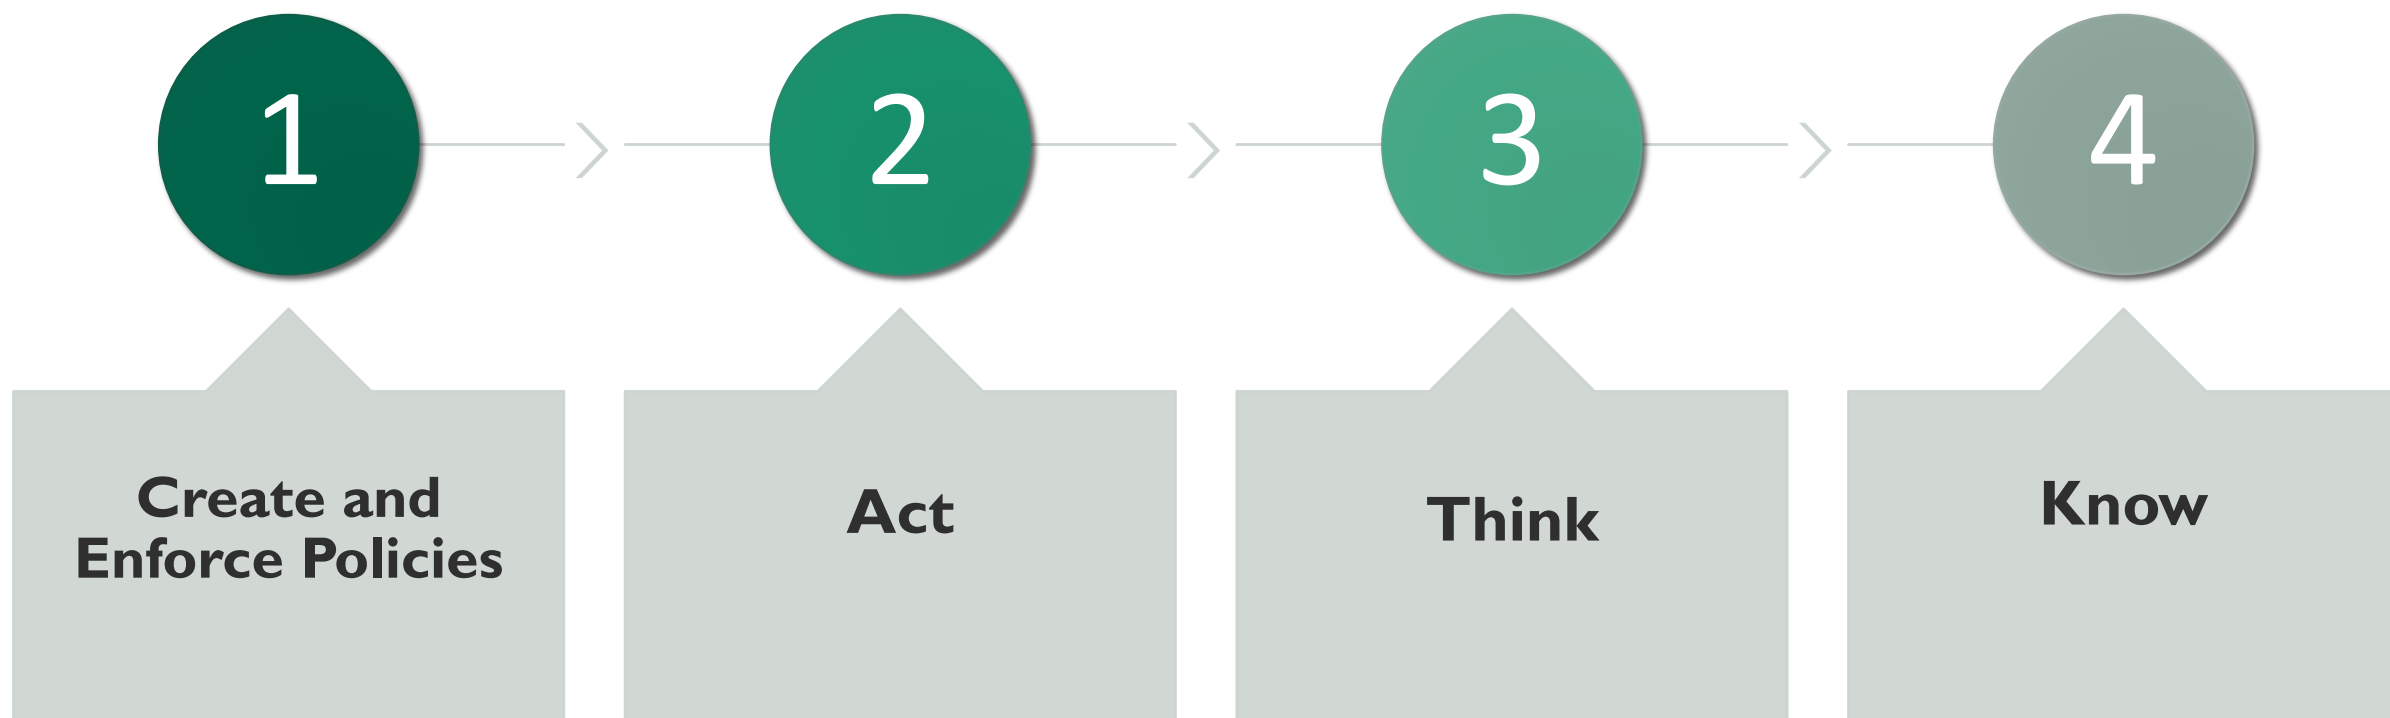 1
2
3
4
Create and
Enforce Policies
Act
Think
Know